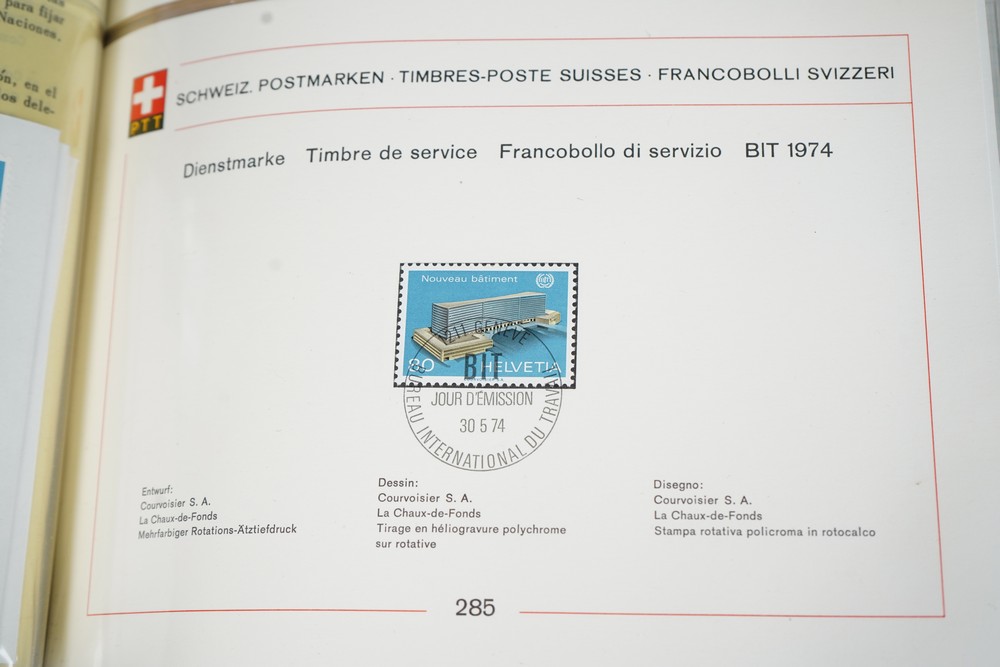 para fijar
Naciones,
ón, en el
os dele-
PTT
SCHWEIZ. POSTMARKEN · TIMBRES-POSTE SUISSES · FRANCOBOLLI SVIZZERI
Dienstmarke Timbre de service Francobollo di servizio BIT 1974
Nouveau bâtiment
80 HELVETIA
1211 GENÈVE
BIT
JOUR D'ÉMISSION
30 5 74
BUREAU INTERNATIONAL DU TRAVAIL
Entwurf:
Courvoisier S. A.
La Chaux-de-Fonds
Mehrfarbiger Rotations-Ätztiefdruck
Dessin:
Courvoisier S. A.
La Chaux-de-Fonds
Tirage en héliogravure polychrome
sur rotative
Disegno:
Courvoisier S. A.
La Chaux-de-Fonds
Stampa rotativa policroma in rotocalco
285